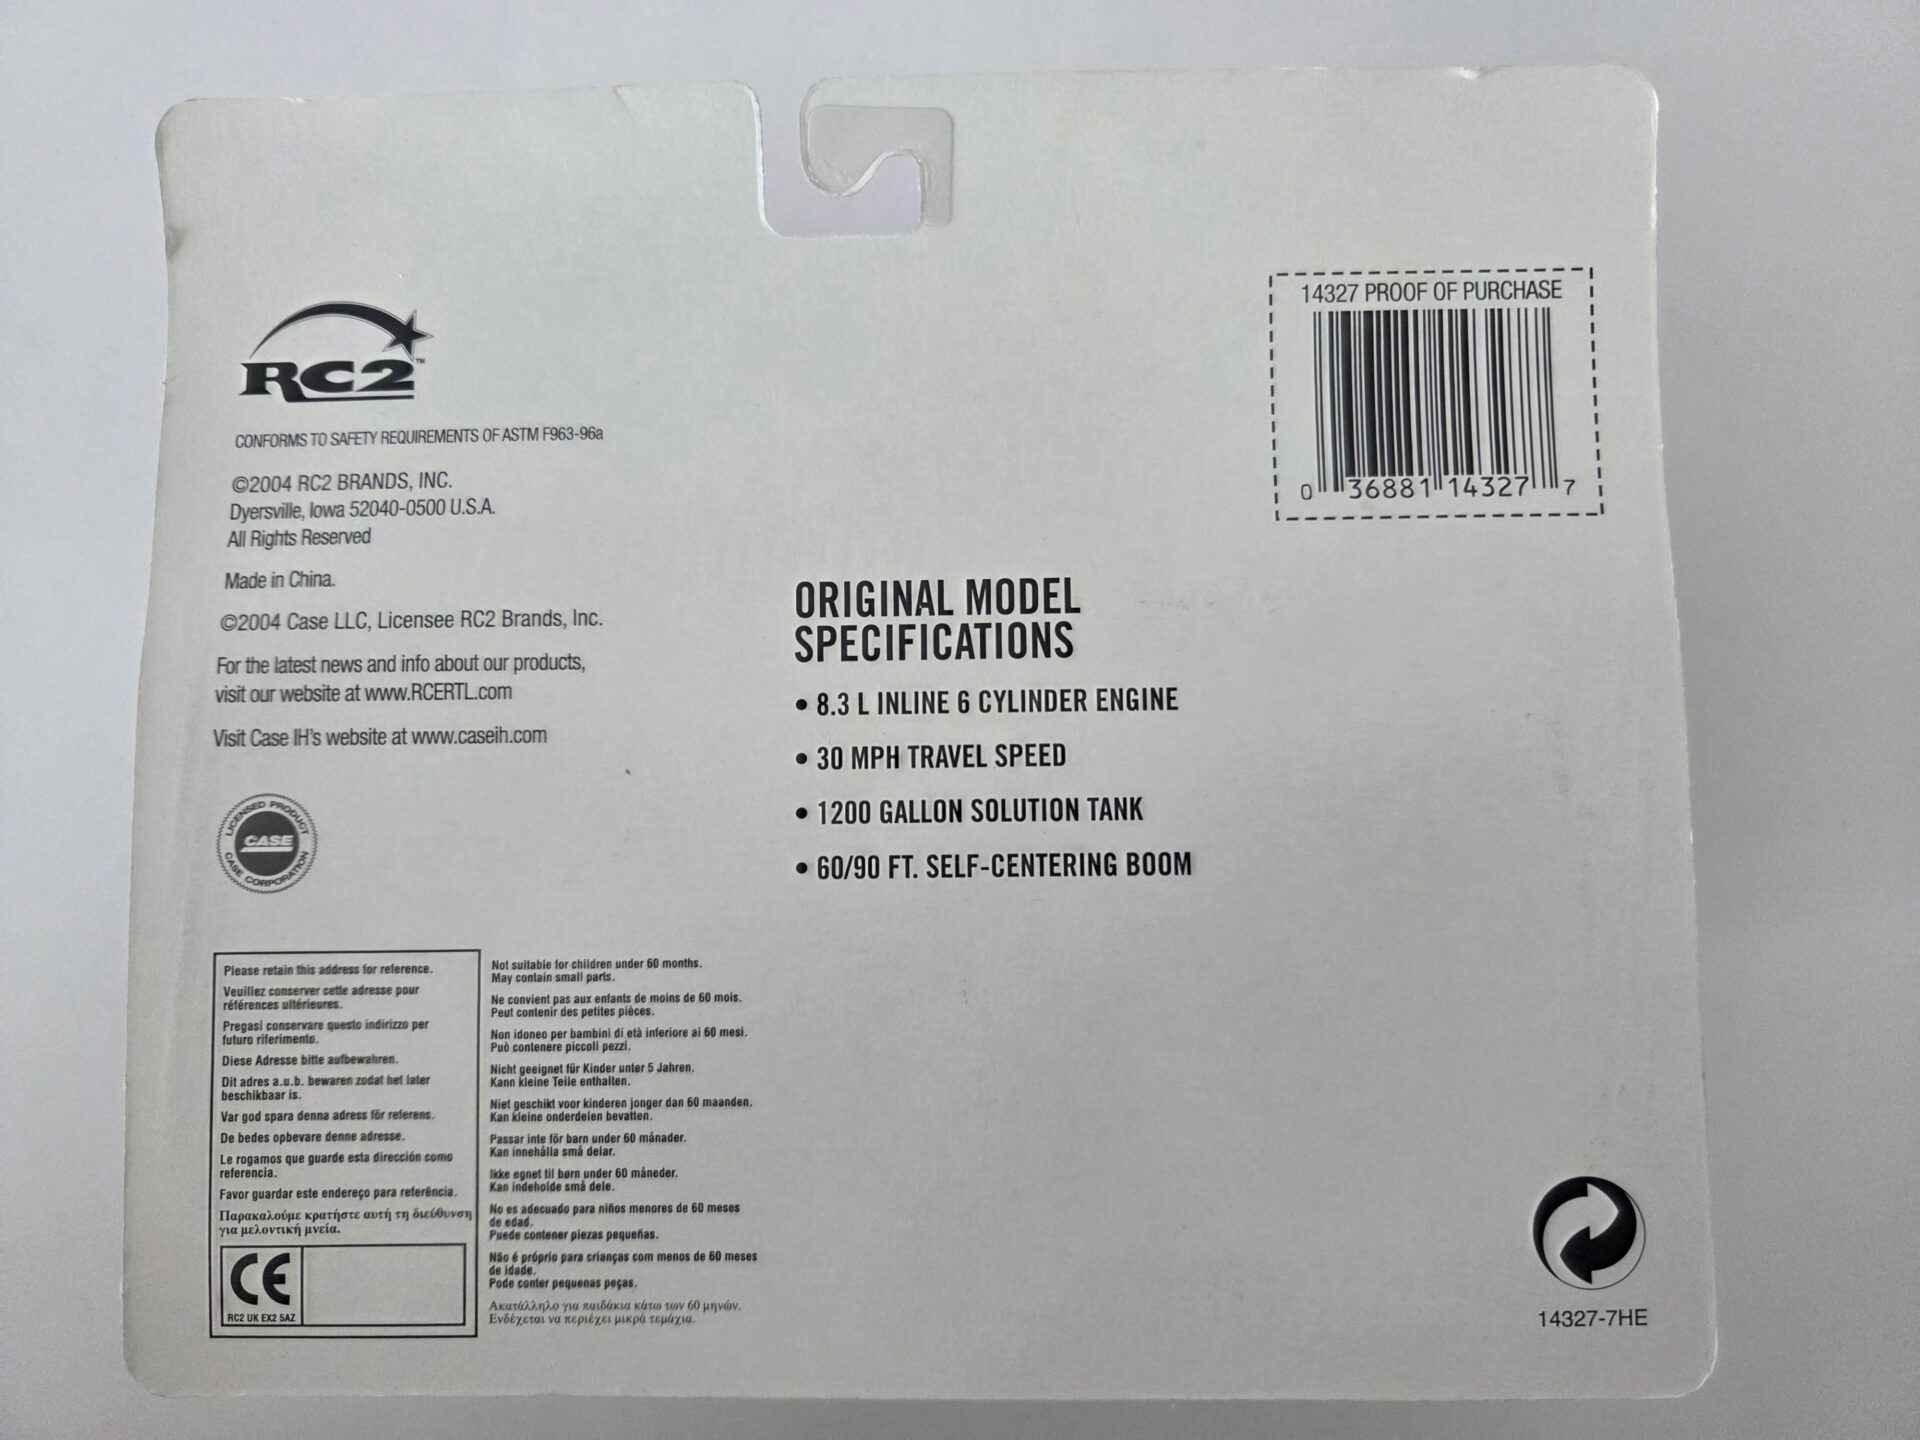 RC2™
CONFORMS TO SAFETY REQUIREMENTS OF ASTM F963-96a
©2004 RC2 BRANDS, INC.
Dyersville, Iowa 52040-0500 U.S.A.
All Rights Reserved
Made in China.
©2004 Case LLC, Licensee RC2 Brands, Inc.
For the latest news and info about our products,
visit our website at www.RCERTL.com
Visit Case IH's website at www.caseih.com
LICENSED PRODUCT
CASE
CASE CORPORATION
14327 PROOF OF PURCHASE
0 36881 14327 7
ORIGINAL MODEL
SPECIFICATIONS
• 8.3 L INLINE 6 CYLINDER ENGINE
• 30 MPH TRAVEL SPEED
• 1200 GALLON SOLUTION TANK
• 60/90 FT. SELF-CENTERING BOOM
Please retain this address for reference.
Veuillez conserver cette adresse pour
références ultérieures.
Pregasi conservare questo indirizzo per
futuro riferimento.
Diese Adresse bitte aufbewahren.
Dit adres a.u.b. bewaren zodat het later
beschikbaar is.
Var god spara denna adress för referens.
De bedes opbevare denne adresse.
Le rogamos que guarde esta dirección como
referencia.
Favor guardar este endereço para referência.
Παρακαλούμε κρατήστε αυτή τη διεύθυνση
για μελοντική μνεία.
CE
RC2 UK EX2 5AZ
Not suitable for children under 60 months.
May contain small parts.
Ne convient pas aux enfants de moins de 60 mois.
Peut contenir des petites pièces.
Non idoneo per bambini di età inferiore ai 60 mesi.
Può contenere piccoli pezzi.
Nicht geeignet für Kinder unter 5 Jahren.
Kann kleine Teile enthalten.
Niet geschikt voor kinderen jonger dan 60 maanden.
Kan kleine onderdelen bevatten.
Passar inte för barn under 60 månader.
Kan innehålla små delar.
Ikke egnet til børn under 60 måneder.
Kan indeholde små dele.
No es adecuado para niños menores de 60 meses
de edad.
Puede contener piezas pequeñas.
Não é próprio para crianças com menos de 60 meses
de idade.
Pode conter pequenas peças.
Ακατάλληλο για παιδάκια κάτω των 60 μηνών.
Ενδέχεται να περιέχει μικρά τεμάχια.
14327-7HE